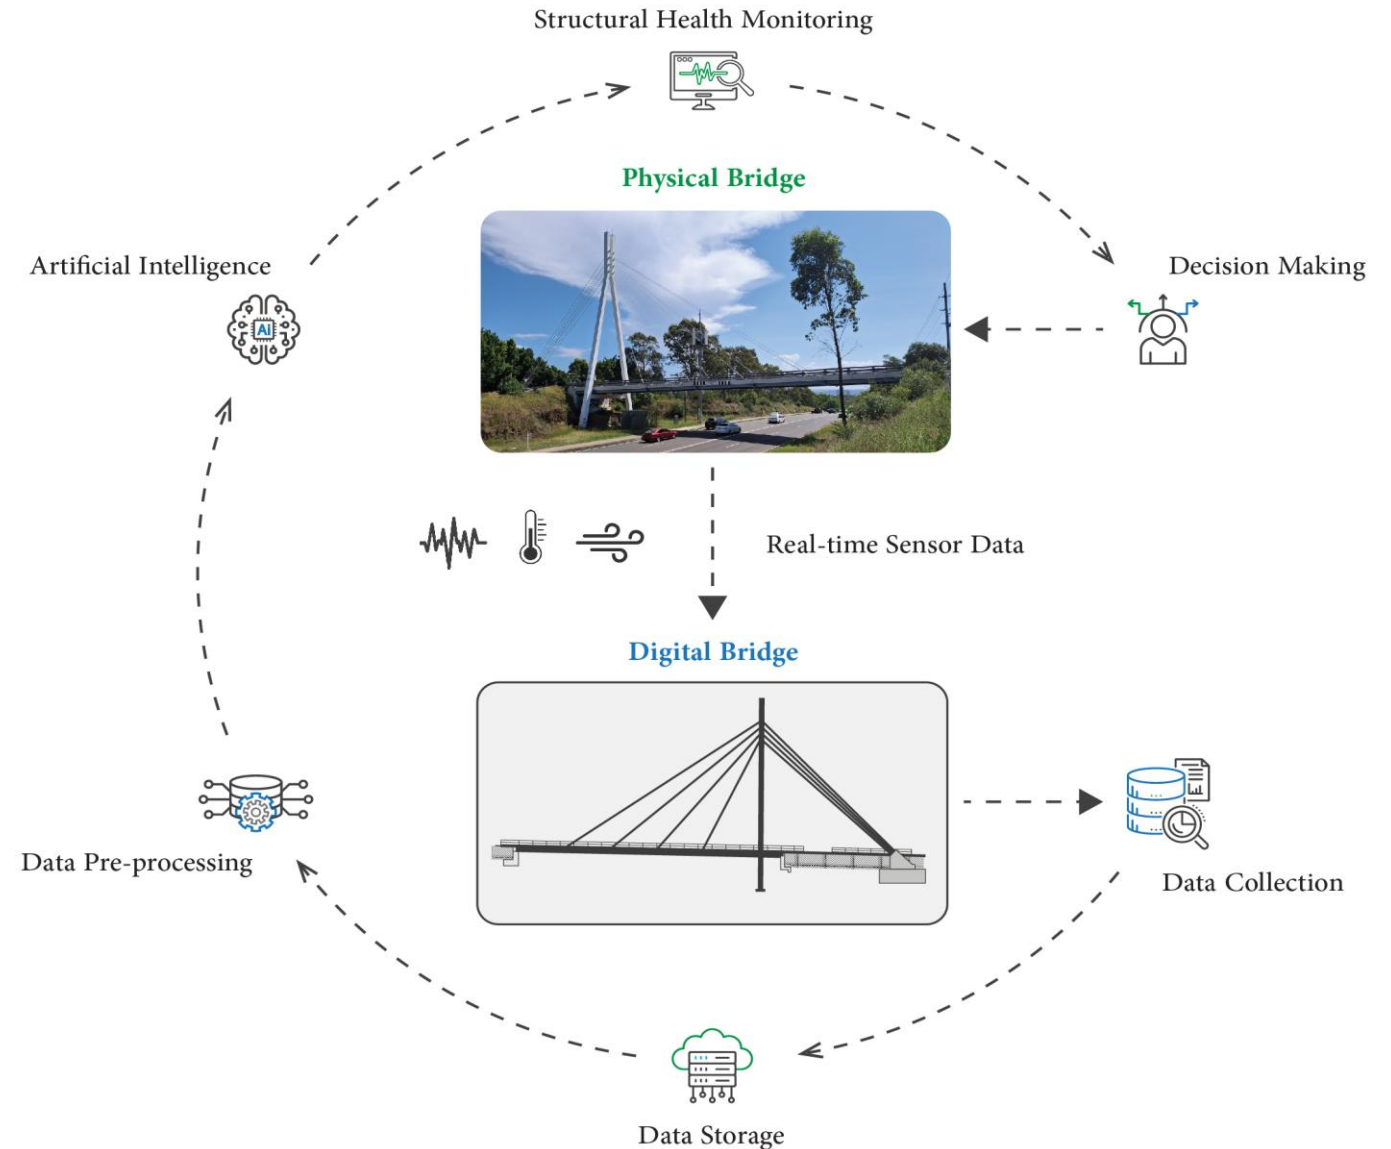 Structural Health Monitoring
Physical Bridge
Artificial Intelligence
Ai
Decision Making
Real-time Sensor Data
Digital Bridge
Data Pre-processing
Data Collection
Data Storage